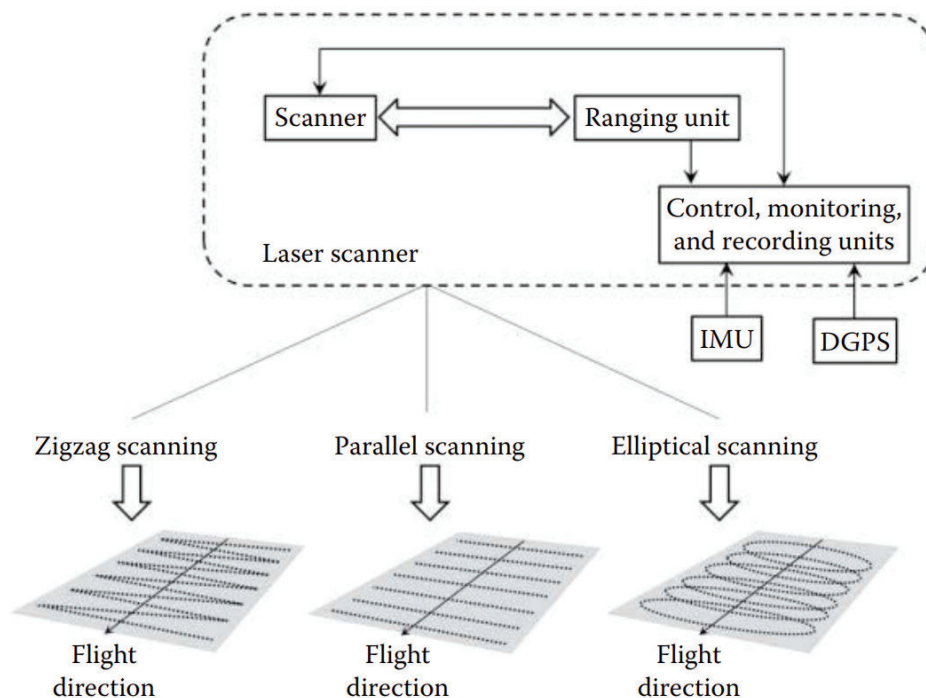 Scanner
Ranging unit
Control, monitoring,
and recording units
Laser scanner
IMU
DGPS
Zigzag scanning
Parallel scanning
Elliptical scanning
Flight
direction
Flight
direction
Flight
direction